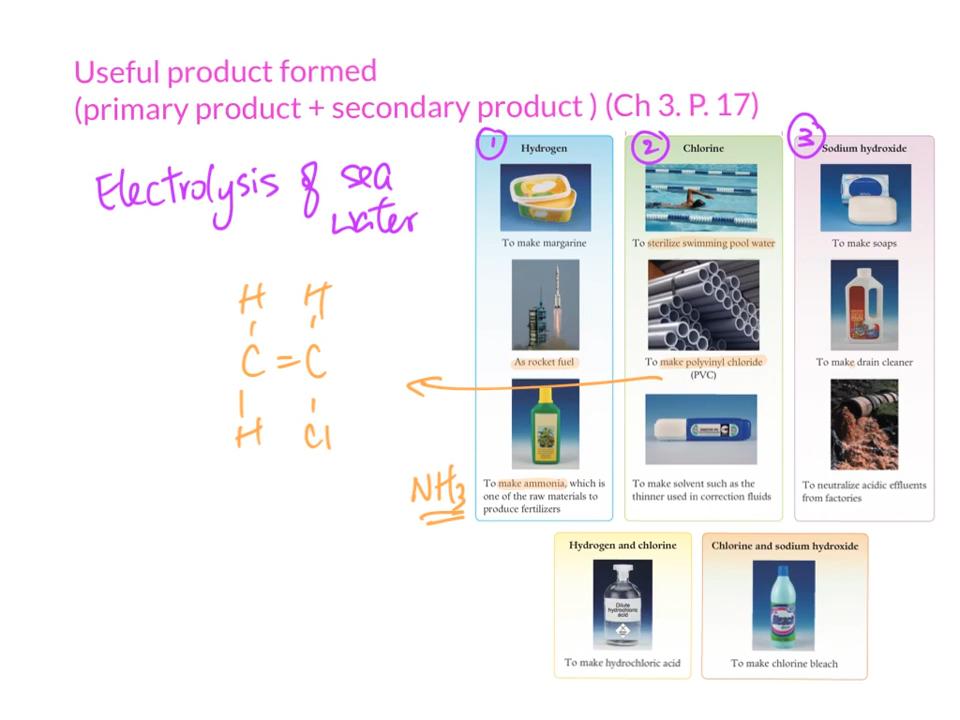 Useful product formed
(primary product + secondary product ) (Ch 3. P. 17)
Electrolysis of sea
water
H H
C = C
H Cl
NH3
1
Hydrogen
To make margarine
As rocket fuel
To make ammonia, which is
one of the raw materials to
produce fertilizers
2
Chlorine
To sterilize swimming pool water
To make polyvinyl chloride
(PVC)
To make solvent such as the
thinner used in correction fluids
3
Sodium hydroxide
To make soaps
To make drain cleaner
To neutralize acidic effluents
from factories
Hydrogen and chlorine
Dilute
hydrochloric
acid
To make hydrochloric acid
Chlorine and sodium hydroxide
Bleach
To make chlorine bleach